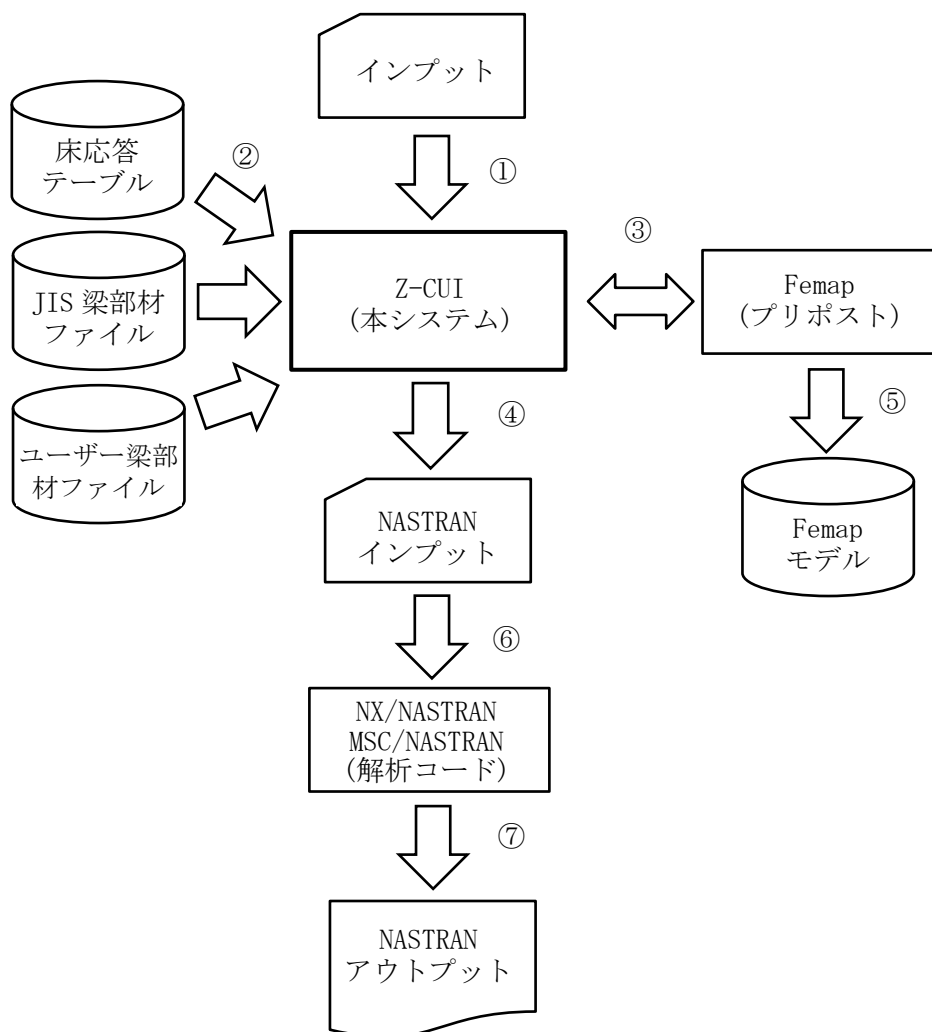 インプット
①
床応答
テーブル
②
JIS 梁部材
ファイル
ユーザー梁部
材ファイル
Z-CUI
(本システム)
③
Femap
(プリポスト)
④
⑤
NASTRAN
インプット
Femap
モデル
⑥
NX/NASTRAN
MSC/NASTRAN
(解析コード)
⑦
NASTRAN
アウトプット